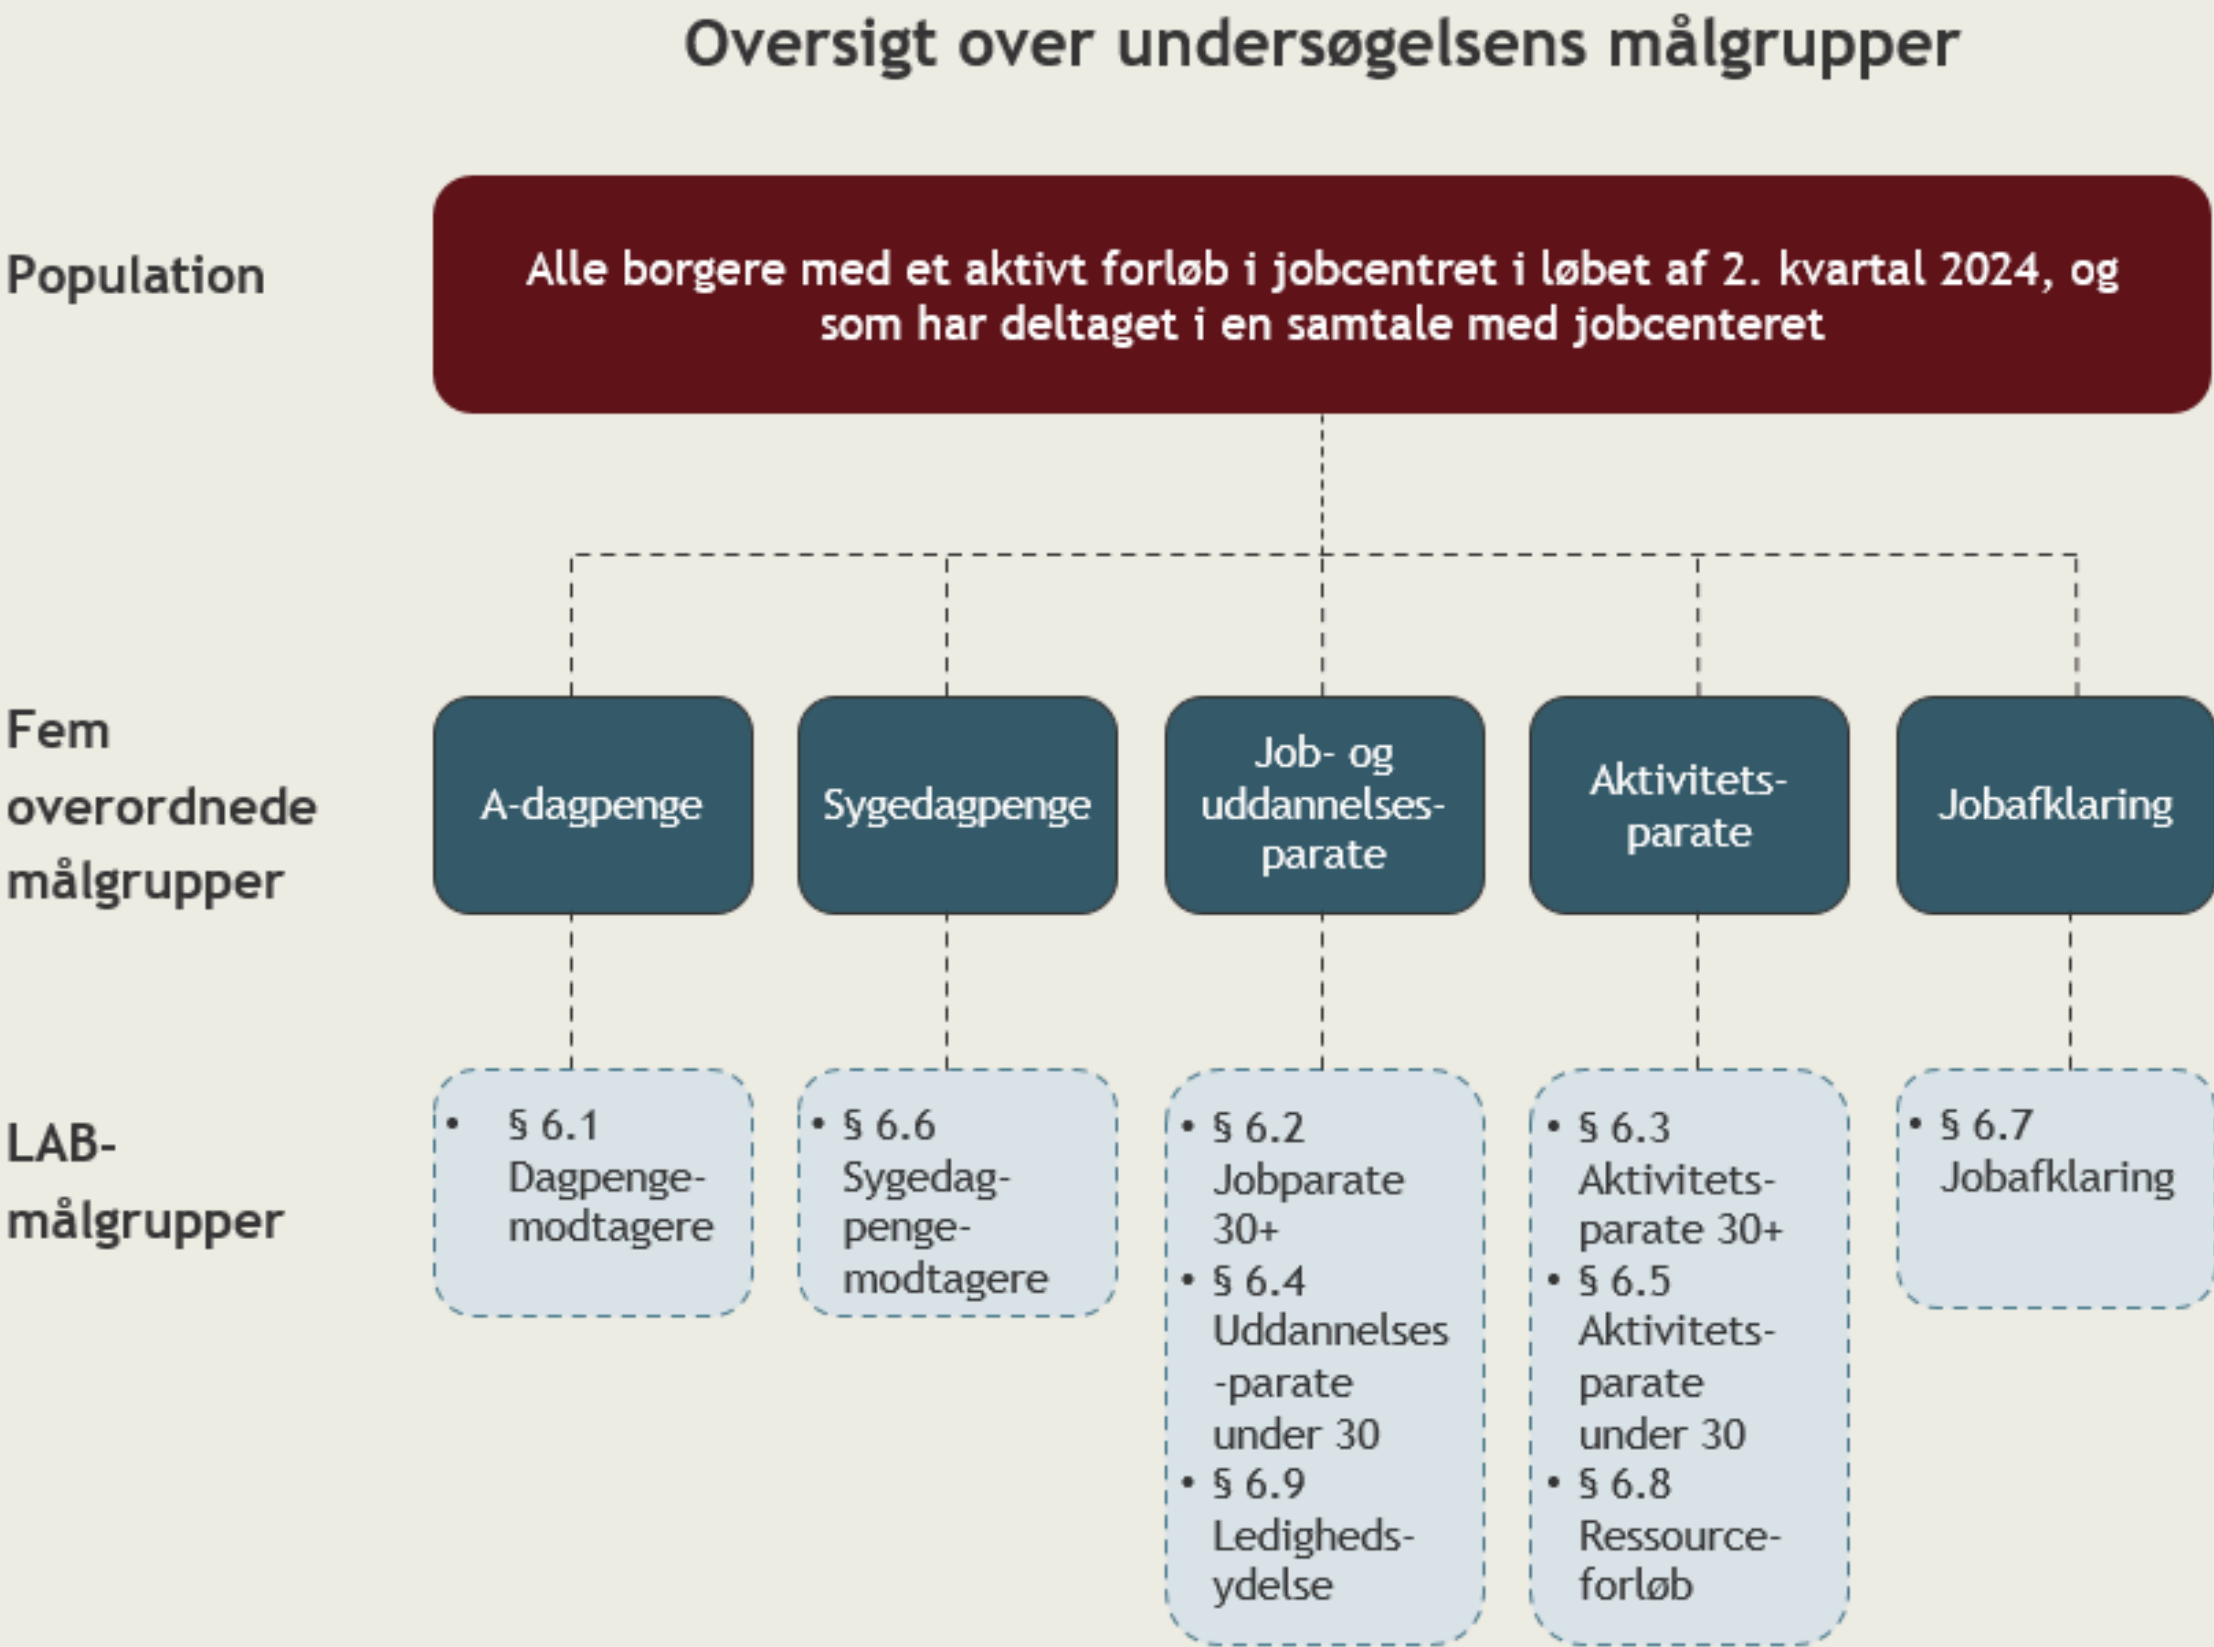 Oversigt over undersøgelsens målgrupper
Population
Alle borgere med et aktivt forløb i jobcentret i løbet af 2. kvartal 2024, og
som har deltaget i en samtale med jobcenteret
Fem
overordnede
målgrupper
A-dagpenge
Sygedagpenge
Job- og
uddannelses-
parate
Aktivitets-
parate
Jobafklaring
LAB-
målgrupper
• § 6.1
Dagpenge-
modtagere
• § 6.6
Sygedag-
penge-
modtagere
• § 6.2
Jobparate
30+
• § 6.4
Uddannelses
-parate
under 30
• § 6.9
Ledigheds-
ydelse
• § 6.3
Aktivitets-
parate 30+
• § 6.5
Aktivitets-
parate
under 30
• § 6.8
Ressource-
forløb
• § 6.7
Jobafklaring